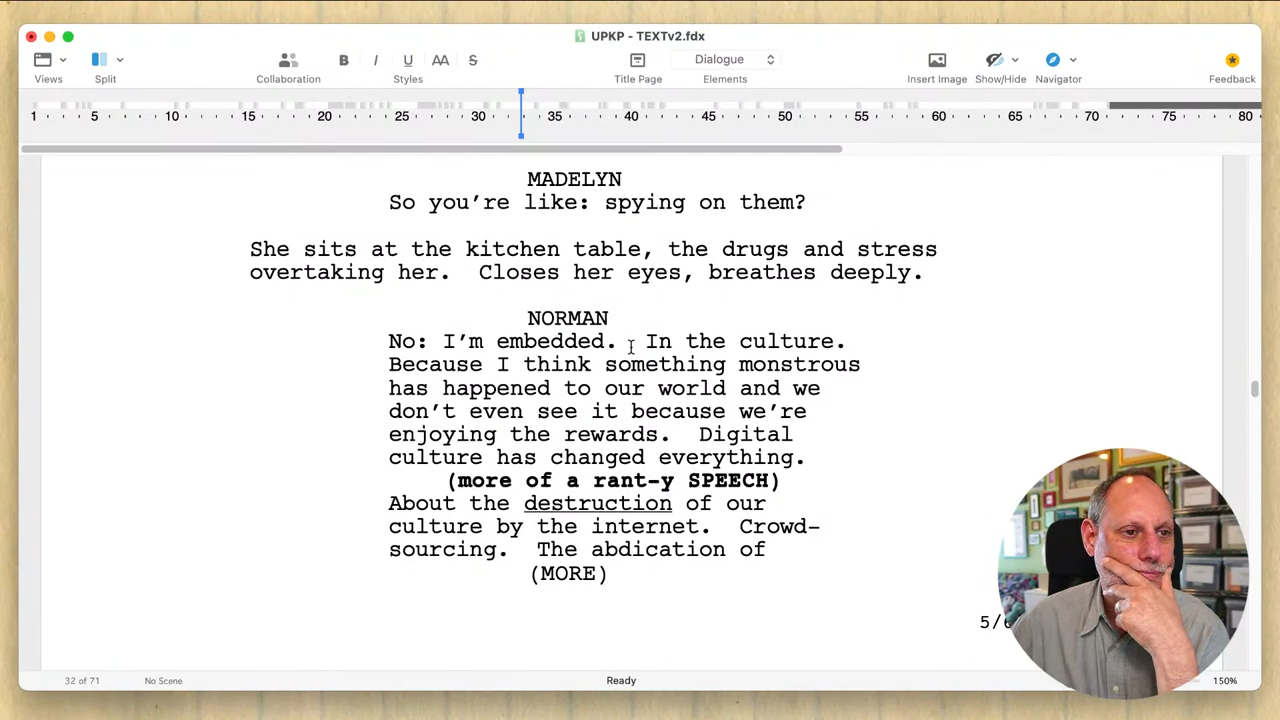 UPKP - TEXTv2.fdx
Views
Split
Collaboration
B I U AA S
Styles
Title Page
Dialogue
Elements
Insert Image
Show/Hide
Navigator
Feedback
1 5 10 15 20 25 30 35 40 45 50 55 60 65 70 75 80
MADELYN
So you’re like: spying on them?
She sits at the kitchen table, the drugs and stress
overtaking her.  Closes her eyes, breathes deeply.
NORMAN
No: I’m embedded.  In the culture.
Because I think something monstrous
has happened to our world and we
don’t even see it because we’re
enjoying the rewards.  Digital
culture has changed everything.
(more of a rant-y SPEECH)
About the destruction of our
culture by the internet.  Crowd-
sourcing.  The abdication of
(MORE)
32 of 71
No Scene
Ready
150%